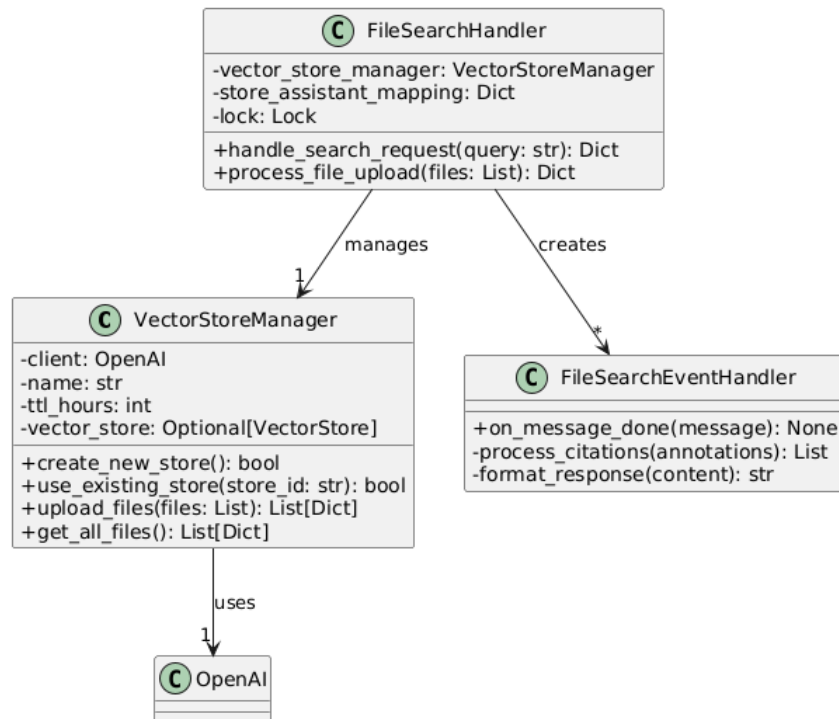 C FileSearchHandler
-vector_store_manager: VectorStoreManager
-store_assistant_mapping: Dict
-lock: Lock
+handle_search_request(query: str): Dict
+process_file_upload(files: List): Dict
manages
creates
1
*
C VectorStoreManager
-client: OpenAI
-name: str
-ttl_hours: int
-vector_store: Optional[VectorStore]
+create_new_store(): bool
+use_existing_store(store_id: str): bool
+upload_files(files: List): List[Dict]
+get_all_files(): List[Dict]
C FileSearchEventHandler
+on_message_done(message): None
-process_citations(annotations): List
-format_response(content): str
uses
1
C OpenAI